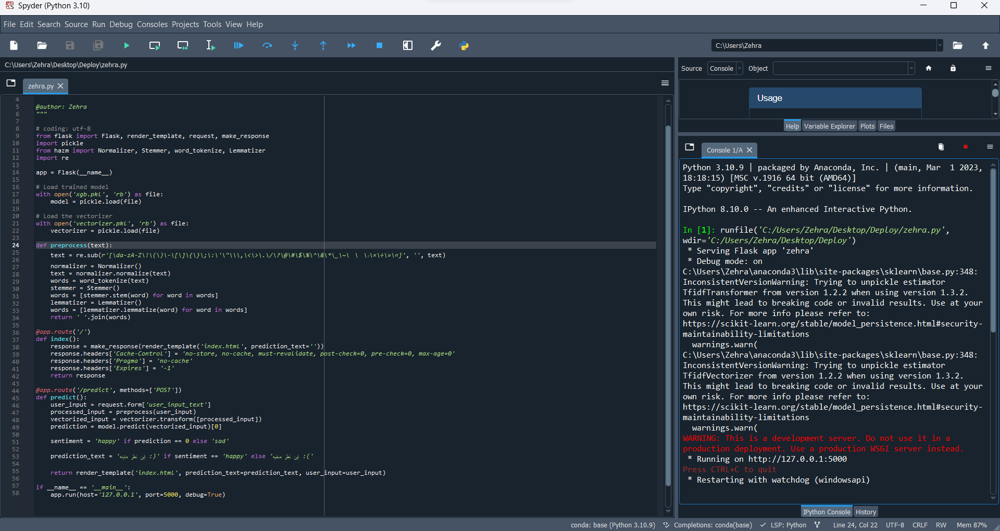 Spyder (Python 3.10)
File Edit Search Source Run Debug Consoles Projects Tools View Help
C:\Users\Zehra
C:\Users\Zehra\Desktop\Deploy\zehra.py
zehra.py
4
5 @author: Zehra
6 """
7
8 # coding: utf-8
9 from flask import Flask, render_template, request, make_response
10 import pickle
11 from hazm import Normalizer, Stemmer, word_tokenize, Lemmatizer
12 import re
13
14 app = Flask(__name__)
15
16 # Load trained model
17 with open('xgb.pkl', 'rb') as file:
18 model = pickle.load(file)
19
20 # Load the vectorizer
21 with open('vectorizer.pkl', 'rb') as file:
22 vectorizer = pickle.load(file)
23
24 def preprocess(text):
25 text = re.sub(r'[\da-zA-Z\!\(\)\-\[\]\{\}\;\:\'\"\\\,\<\>\.\/\?\@\#\$\%\^\&\*\_\~\ \ \×\÷\»\«]', '', text)
26
27 normalizer = Normalizer()
28 text = normalizer.normalize(text)
29 words = word_tokenize(text)
30 stemmer = Stemmer()
31 words = [stemmer.stem(word) for word in words]
32 lemmatizer = Lemmatizer()
33 words = [lemmatizer.lemmatize(word) for word in words]
34 return ' '.join(words)
35
36 @app.route('/')
37 def index():
38 response = make_response(render_template('index.html', prediction_text=''))
39 response.headers['Cache-Control'] = 'no-store, no-cache, must-revalidate, post-check=0, pre-check=0, max-age=0'
40 response.headers['Pragma'] = 'no-cache'
41 response.headers['Expires'] = '-1'
42 return response
43
44 @app.route('/predict', methods=['POST'])
45 def predict():
46 user_input = request.form['user_input_text']
47 processed_input = preprocess(user_input)
48 vectorized_input = vectorizer.transform([processed_input])
49 prediction = model.predict(vectorized_input)[0]
50
51 sentiment = 'happy' if prediction == 0 else 'sad'
52
53 prediction_text = 'این نظر مثبته :)' if sentiment == 'happy' else 'این نظر منفیه :('
54
55 return render_template('index.html', prediction_text=prediction_text, user_input=user_input)
56
57 if __name__ == '__main__':
58 app.run(host='127.0.0.1', port=5000, debug=True)
Source Console Object
Usage
Help Variable Explorer Plots Files
Console 1/A
Python 3.10.9 | packaged by Anaconda, Inc. | (main, Mar 1 2023,
18:18:15) [MSC v.1916 64 bit (AMD64)]
Type "copyright", "credits" or "license" for more information.
IPython 8.10.0 -- An enhanced Interactive Python.
In [1]: runfile('C:/Users/Zehra/Desktop/Deploy/zehra.py',
wdir='C:/Users/Zehra/Desktop/Deploy')
* Serving Flask app 'zehra'
* Debug mode: on
C:\Users\Zehra\anaconda3\lib\site-packages\sklearn\base.py:348:
InconsistentVersionWarning: Trying to unpickle estimator
TfidfTransformer from version 1.2.2 when using version 1.3.2.
This might lead to breaking code or invalid results. Use at your
own risk. For more info please refer to:
https://scikit-learn.org/stable/model_persistence.html#security-
maintainability-limitations
warnings.warn(
C:\Users\Zehra\anaconda3\lib\site-packages\sklearn\base.py:348:
InconsistentVersionWarning: Trying to unpickle estimator
TfidfVectorizer from version 1.2.2 when using version 1.3.2.
This might lead to breaking code or invalid results. Use at your
own risk. For more info please refer to:
https://scikit-learn.org/stable/model_persistence.html#security-
maintainability-limitations
warnings.warn(
WARNING: This is a development server. Do not use it in a
production deployment. Use a production WSGI server instead.
* Running on http://127.0.0.1:5000
Press CTRL+C to quit
* Restarting with watchdog (windowsapi)
IPython Console History
conda: base (Python 3.10.9) Completions: conda(base) LSP: Python Line 24, Col 22 UTF-8 CRLF RW Mem 87%